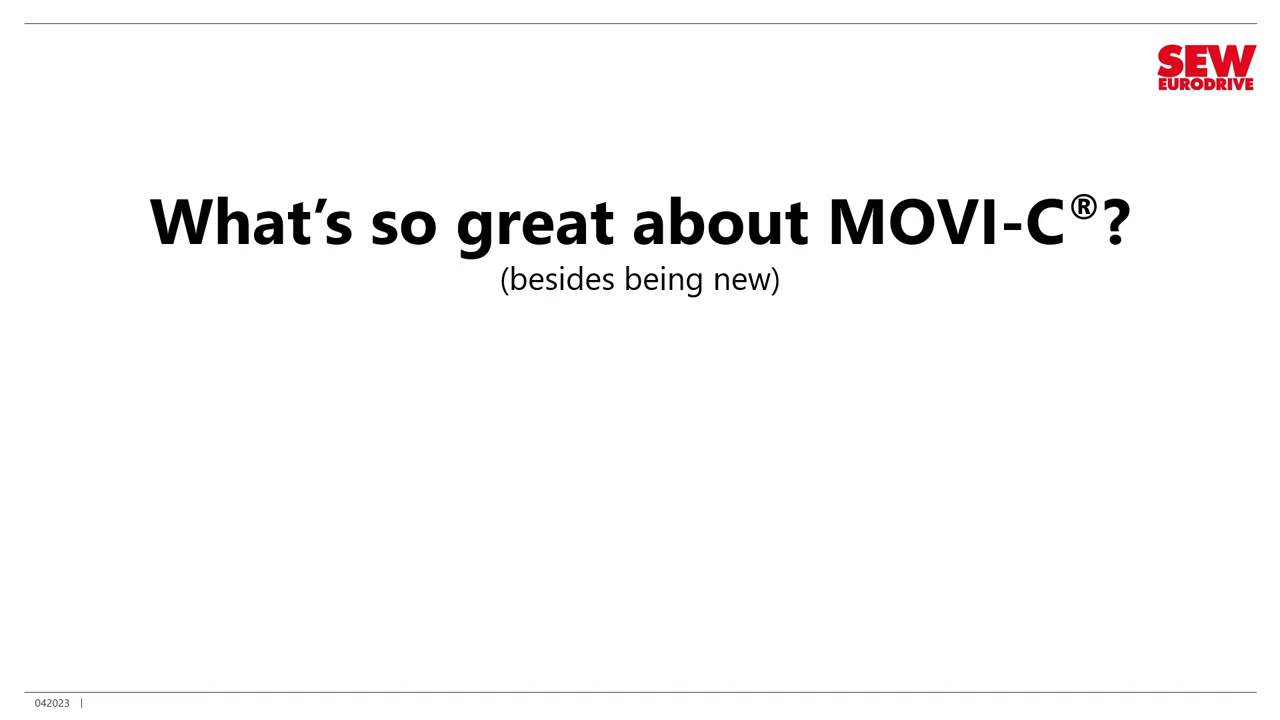 SEW
EURODRIVE
What’s so great about MOVI-C®?
(besides being new)
042023 |